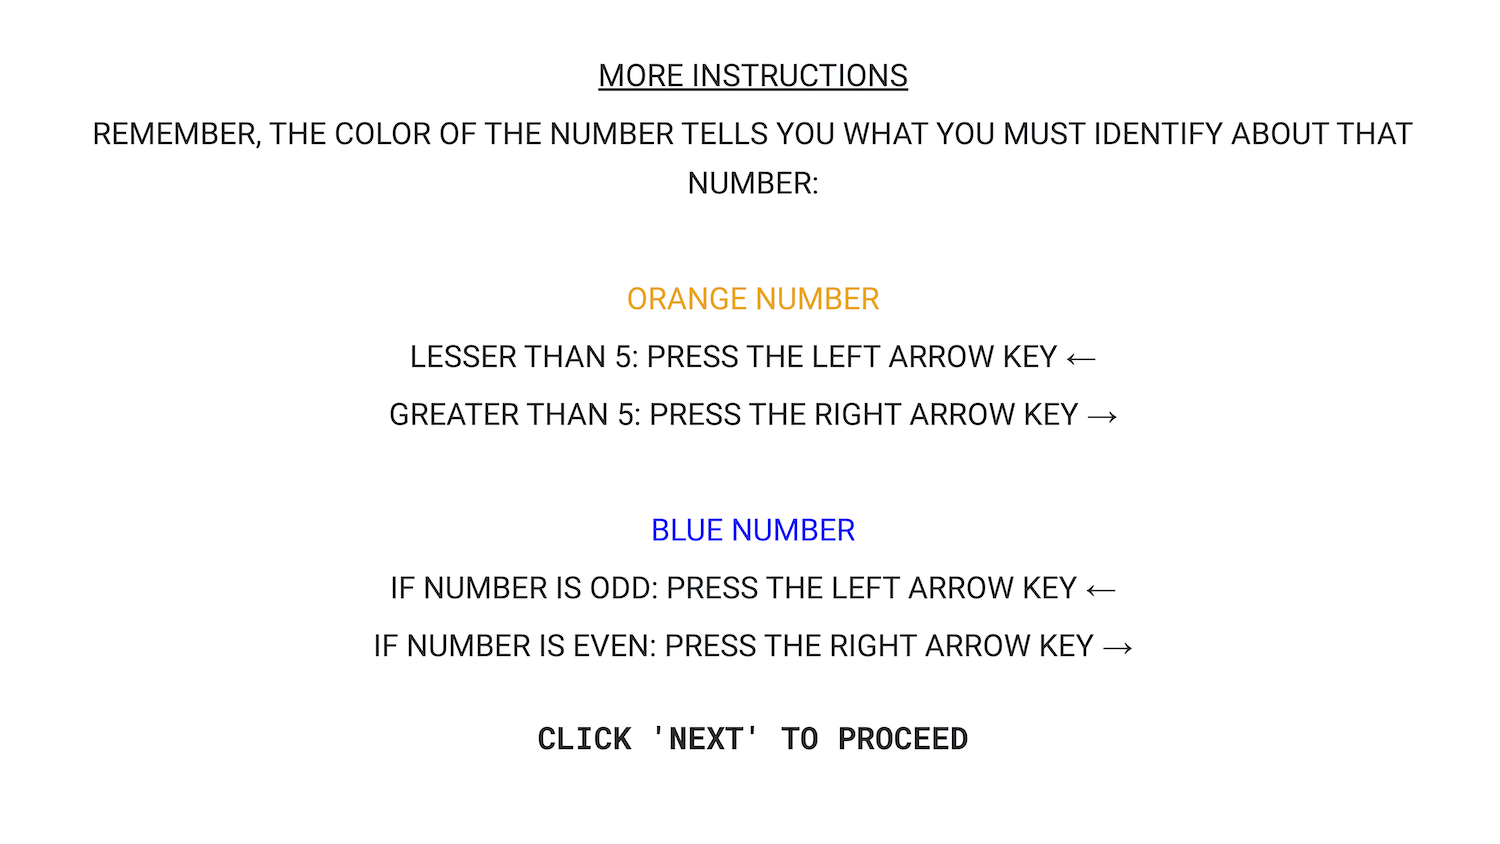 MORE INSTRUCTIONS
REMEMBER, THE COLOR OF THE NUMBER TELLS YOU WHAT YOU MUST IDENTIFY ABOUT THAT
NUMBER:
ORANGE NUMBER
LESSER THAN 5: PRESS THE LEFT ARROW KEY ←
GREATER THAN 5: PRESS THE RIGHT ARROW KEY →
BLUE NUMBER
IF NUMBER IS ODD: PRESS THE LEFT ARROW KEY ←
IF NUMBER IS EVEN: PRESS THE RIGHT ARROW KEY →
CLICK 'NEXT' TO PROCEED